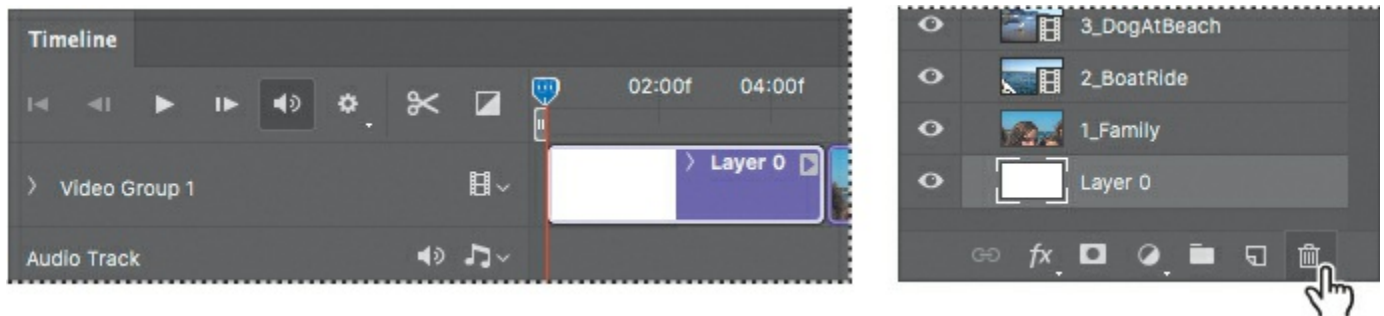 Timeline
02:00f 04:00f
Video Group 1
Layer 0
Audio Track
3_DogAtBeach
2_BoatRide
1_Family
Layer 0
fx